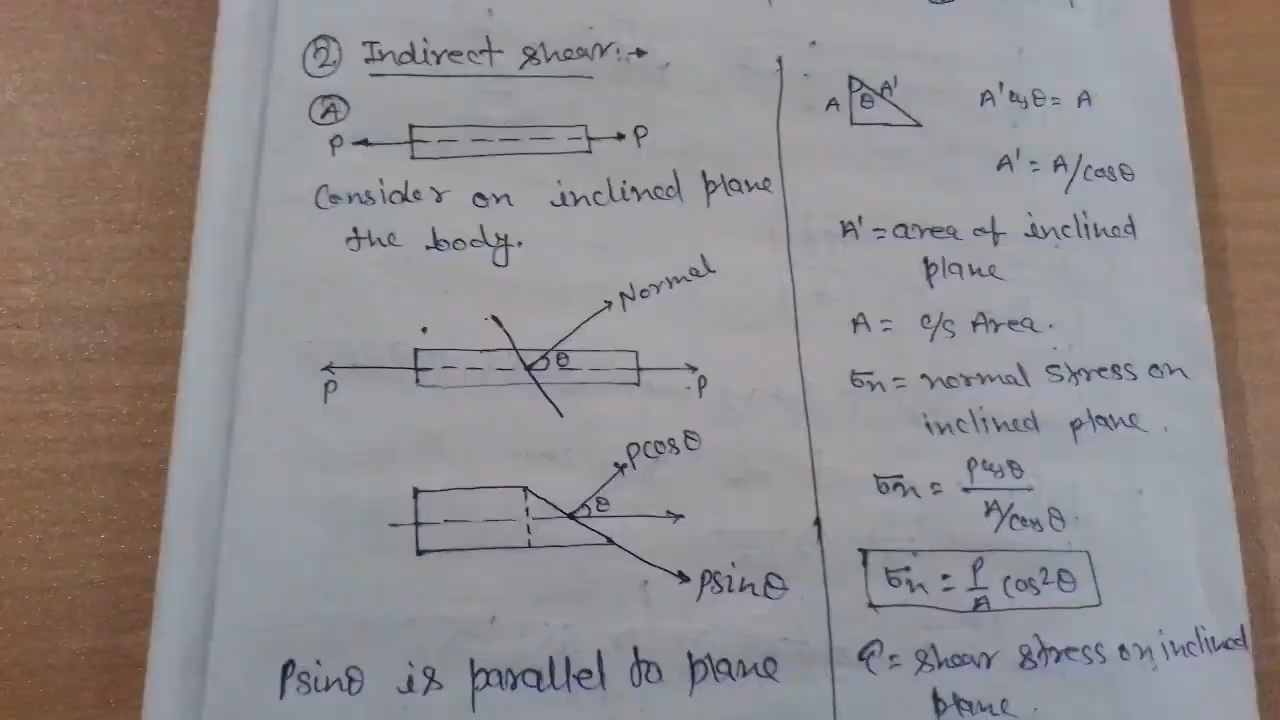 ② Indirect shear:→
Ⓐ
P P
Consider on inclined plane
the body.
Normal
θ
P P
Pcosθ
θ
Psinθ
Psinθ is parallel to plane
A θ A' A'cosθ = A
A' = A/cosθ
A' = area of inclined
plane
A = c/s Area.
σn = normal stress on
inclined plane.
σn = Pcosθ
A/cosθ.
σn = P/A cos²θ
τ = shear stress on inclined
plane.